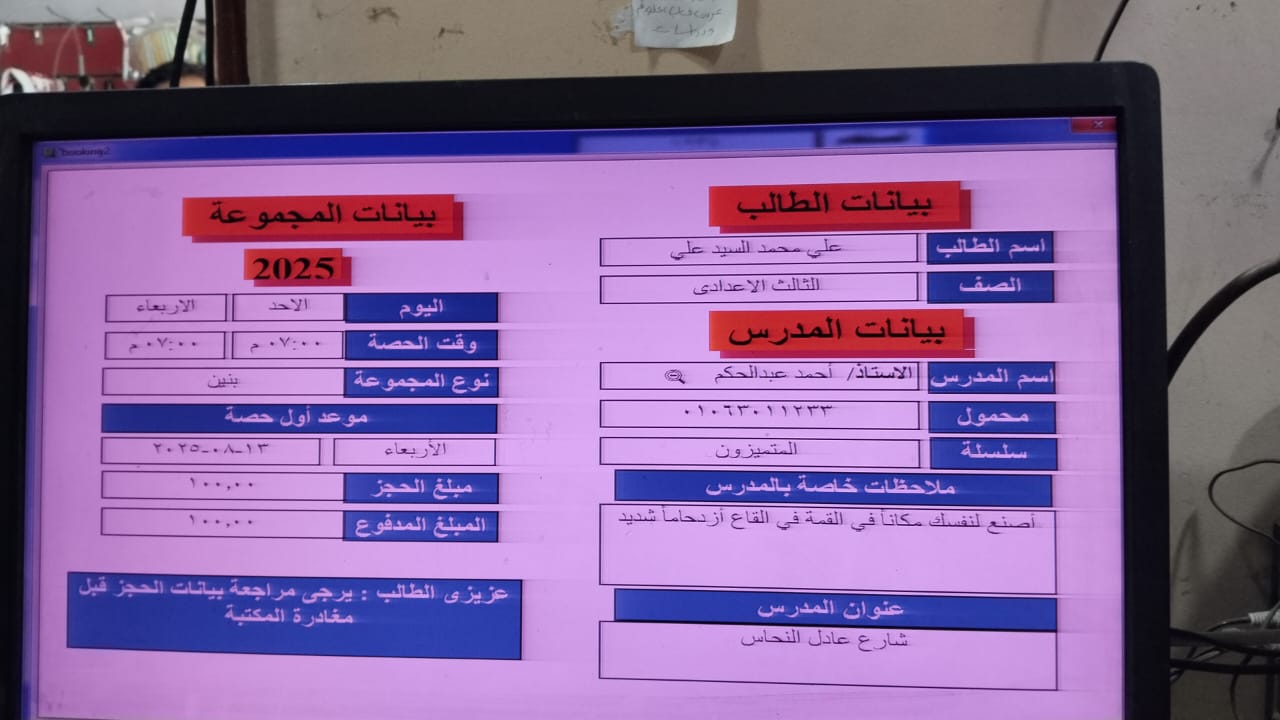 booking2
بيانات الطالب
اسم الطالب علي محمد السيد علي
الصف الثالث الاعدادى
بيانات المدرس
اسم المدرس الاستاذ/ أحمد عبدالحكم
محمول ٠١٠٦٣٠١١٢٣٣
سلسلة المتميزون
ملاحظات خاصة بالمدرس
أصنع لنفسك مكاناً في القمة في القاع أزدحاماً شديد
عنوان المدرس
شارع عادل النحاس
بيانات المجموعة
2025
اليوم الاحد الاربعاء
وقت الحصة ٠٧:٠٠ م ٠٧:٠٠ م
نوع المجموعة بنين
موعد أول حصة
الأربعاء ١٣-٠٨-٢٠٢٥
مبلغ الحجز ١٠٠,٠٠
المبلغ المدفوع ١٠٠,٠٠
عزيزى الطالب : يرجى مراجعة بيانات الحجز قبل
مغادرة المكتبة